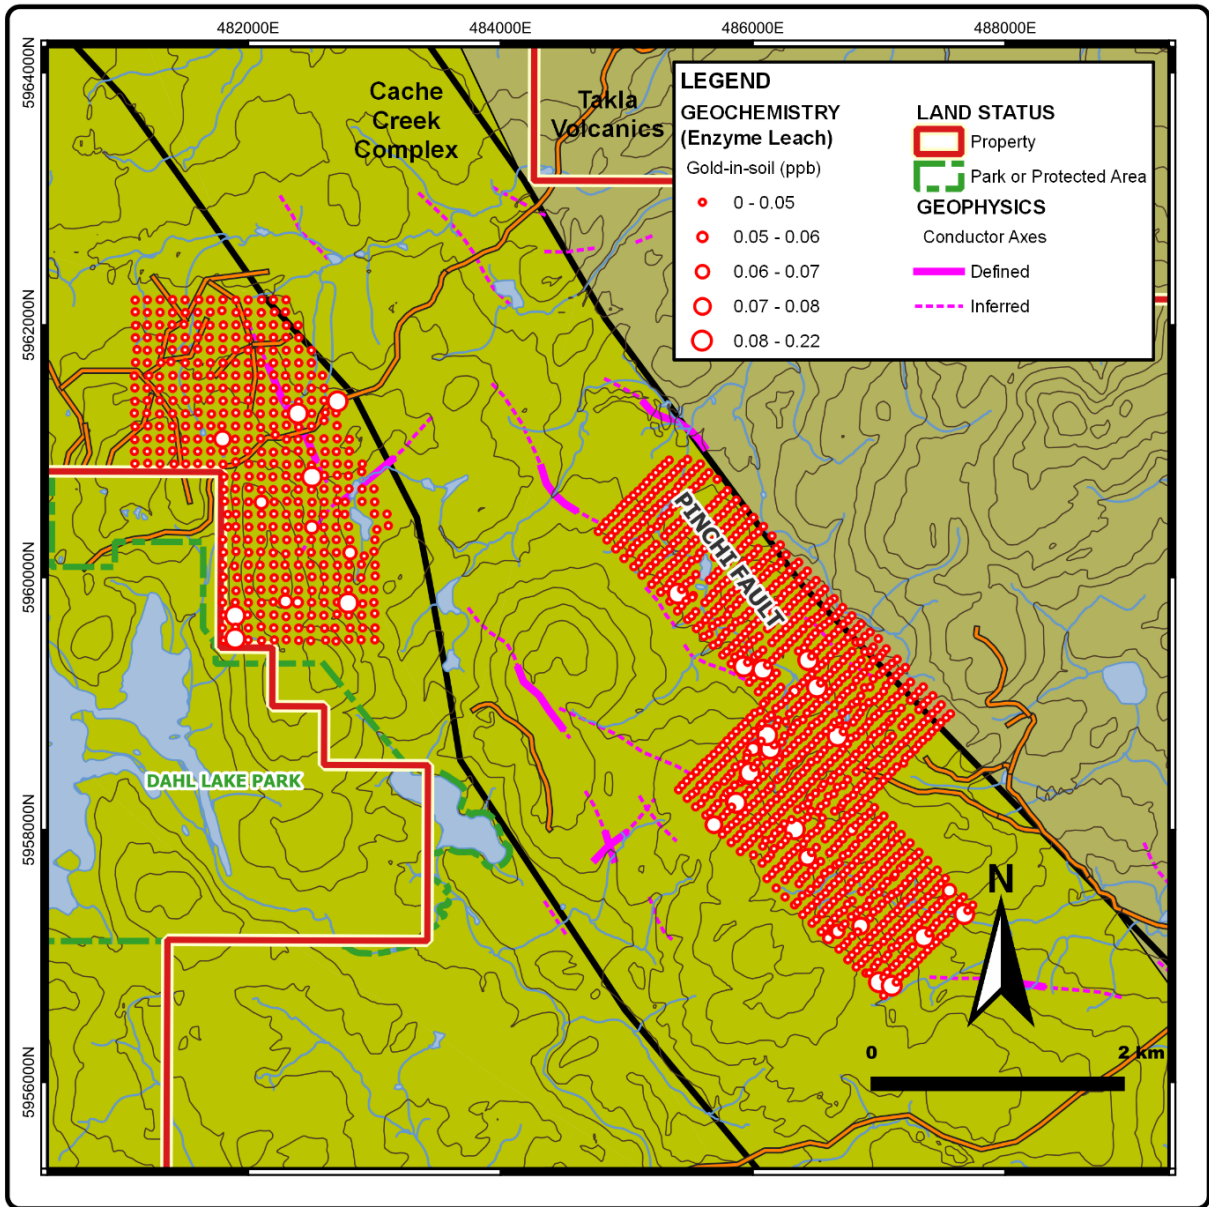 482000E
484000E
486000E
488000E
5964000N
5962000N
5960000N
5958000N
5956000N
Cache
Creek
Complex
Takla
Volcanics
LEGEND
GEOCHEMISTRY
(Enzyme Leach)
Gold-in-soil (ppb)
0 - 0.05
0.05 - 0.06
0.06 - 0.07
0.07 - 0.08
0.08 - 0.22
LAND STATUS
Property
Park or Protected Area
GEOPHYSICS
Conductor Axes
Defined
Inferred
PINCHI FAULT
DAHL LAKE PARK
N
0
2 km